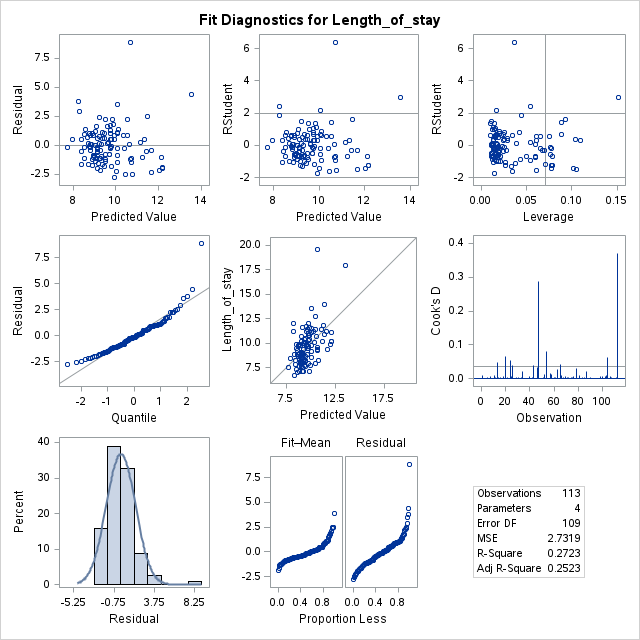 Fit Diagnostics for Length_of_stay
Residual
7.5
5.0
2.5
0.0
-2.5
8 10 12 14
Predicted Value
RStudent
6
4
2
0
-2
8 10 12 14
Predicted Value
RStudent
6
4
2
0
-2
0.00 0.05 0.10 0.15
Leverage
Residual
7.5
5.0
2.5
0.0
-2.5
-2 -1 0 1 2
Quantile
Length_of_stay
20.0
17.5
15.0
12.5
10.0
7.5
7.5 12.5 17.5
Predicted Value
Cook's D
0.4
0.3
0.2
0.1
0.0
0 20 40 60 80 100
Observation
Percent
40
30
20
10
0
-5.25 -0.75 3.75 8.25
Residual
Fit–Mean Residual
7.5
5.0
2.5
0.0
-2.5
0.0 0.4 0.8 0.0 0.4 0.8
Proportion Less
Observations 113
Parameters 4
Error DF 109
MSE 2.7319
R-Square 0.2723
Adj R-Square 0.2523